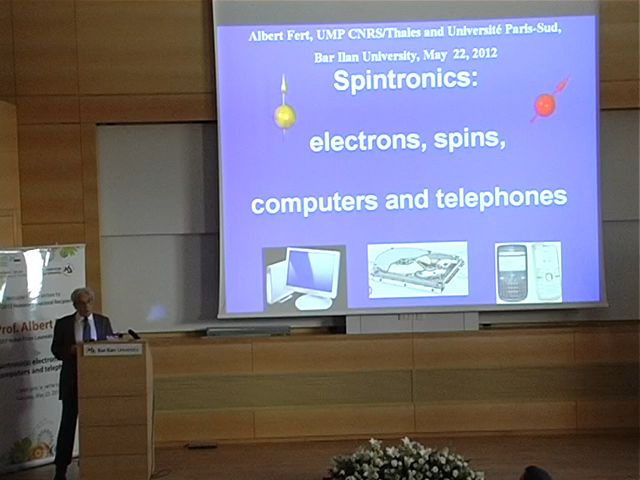 Albert Fert, UMP CNRS/Thales and Université Paris-Sud,
Bar Ilan University, May 22, 2012
Spintronics:
electrons, spins,
computers and telephones
Prof. Albert
Bar-Ilan University